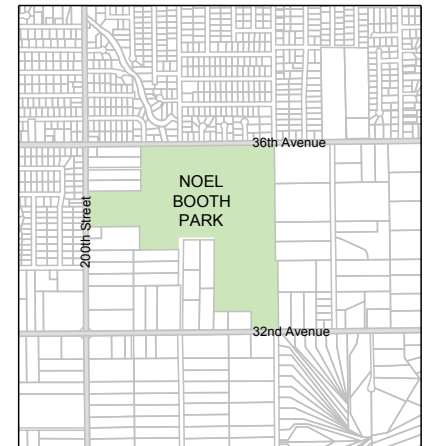 36th Avenue
NOEL
BOOTH
PARK
200th Street
32nd Avenue